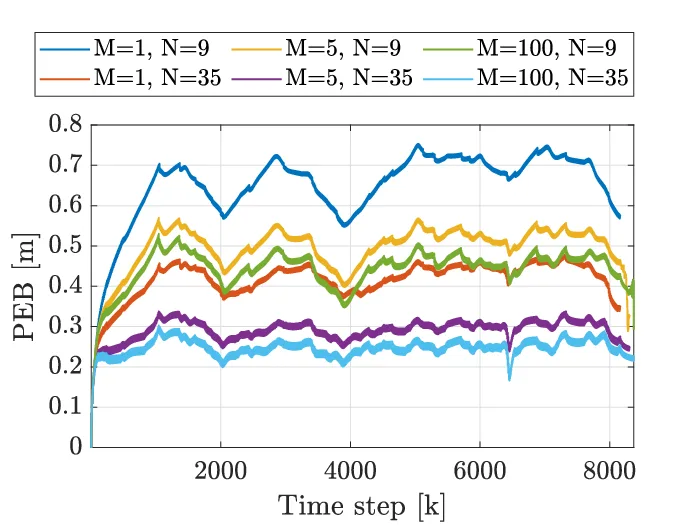 M=1, N=9 M=5, N=9 M=100, N=9
M=1, N=35 M=5, N=35 M=100, N=35
0.8
0.7
0.6
0.5
0.4
0.3
0.2
0.1
0
PEB [m]
2000 4000 6000 8000
Time step [k]